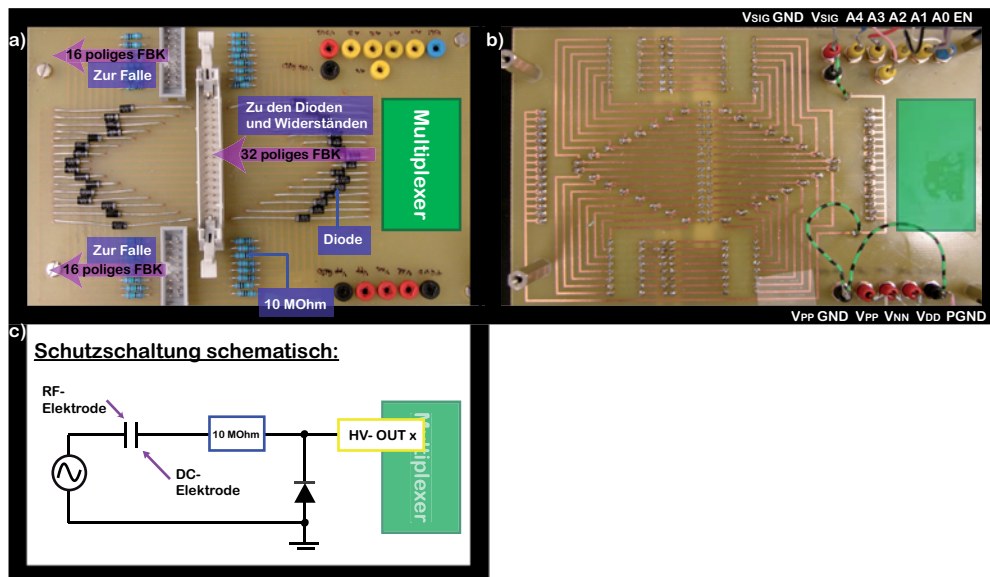 VSIG GND VSIG A4 A3 A2 A1 A0 EN
a)
16 poliges FBK
Zur Falle
Zu den Dioden
und Widerständen
32 poliges FBK
Multiplexer
Diode
Zur Falle
16 poliges FBK
10 MOhm
b)
VPP GND VPP VNN VDD PGND
c)
Schutzschaltung schematisch:
RF-
Elektrode
10 MOhm
HV- OUT x
Multiplexer
DC-
Elektrode